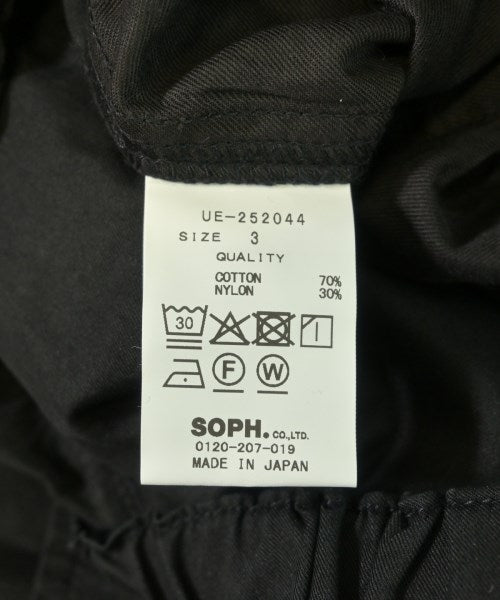 UE-252044
SIZE 3
QUALITY
COTTON 70%
NYLON 30%
30
F W
SOPH. CO.,LTD.
0120-207-019
MADE IN JAPAN